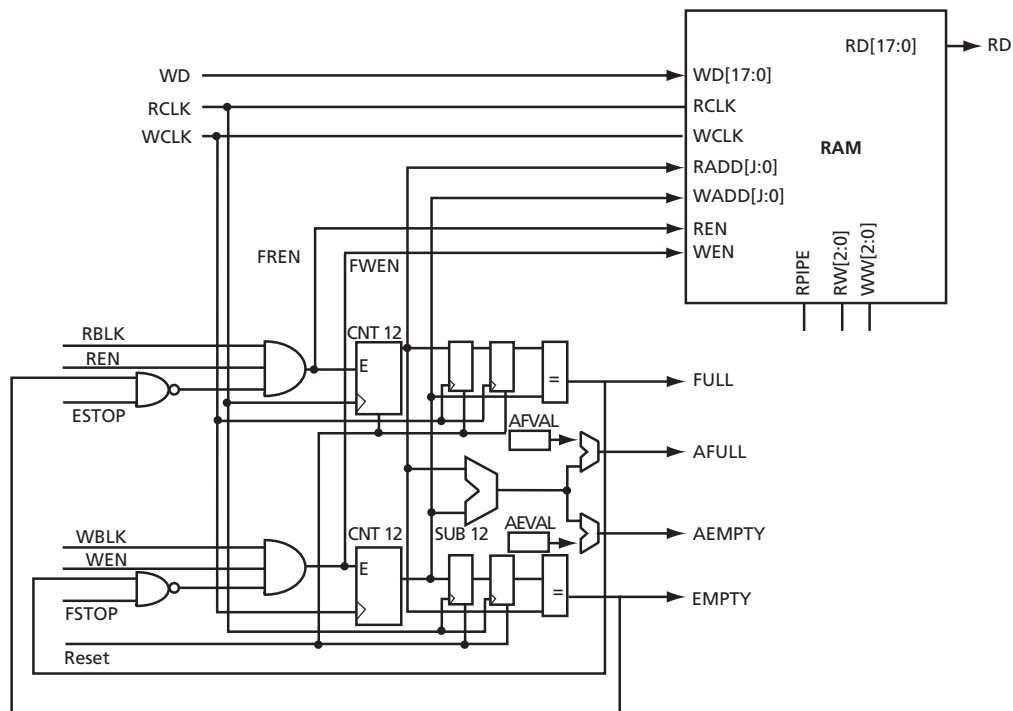 RD[17:0]
RD
WD
WD[17:0]
RCLK
RCLK
WCLK
WCLK
RAM
RADD[J:0]
WADD[J:0]
REN
FREN
FWEN
WEN
RPIPE
RW[2:0]
WW[2:0]
RBLK
CNT 12
REN
E
=
FULL
ESTOP
AFVAL
AFULL
WBLK
CNT 12
SUB 12
AEVAL
AEMPTY
WEN
E
=
EMPTY
FSTOP
Reset